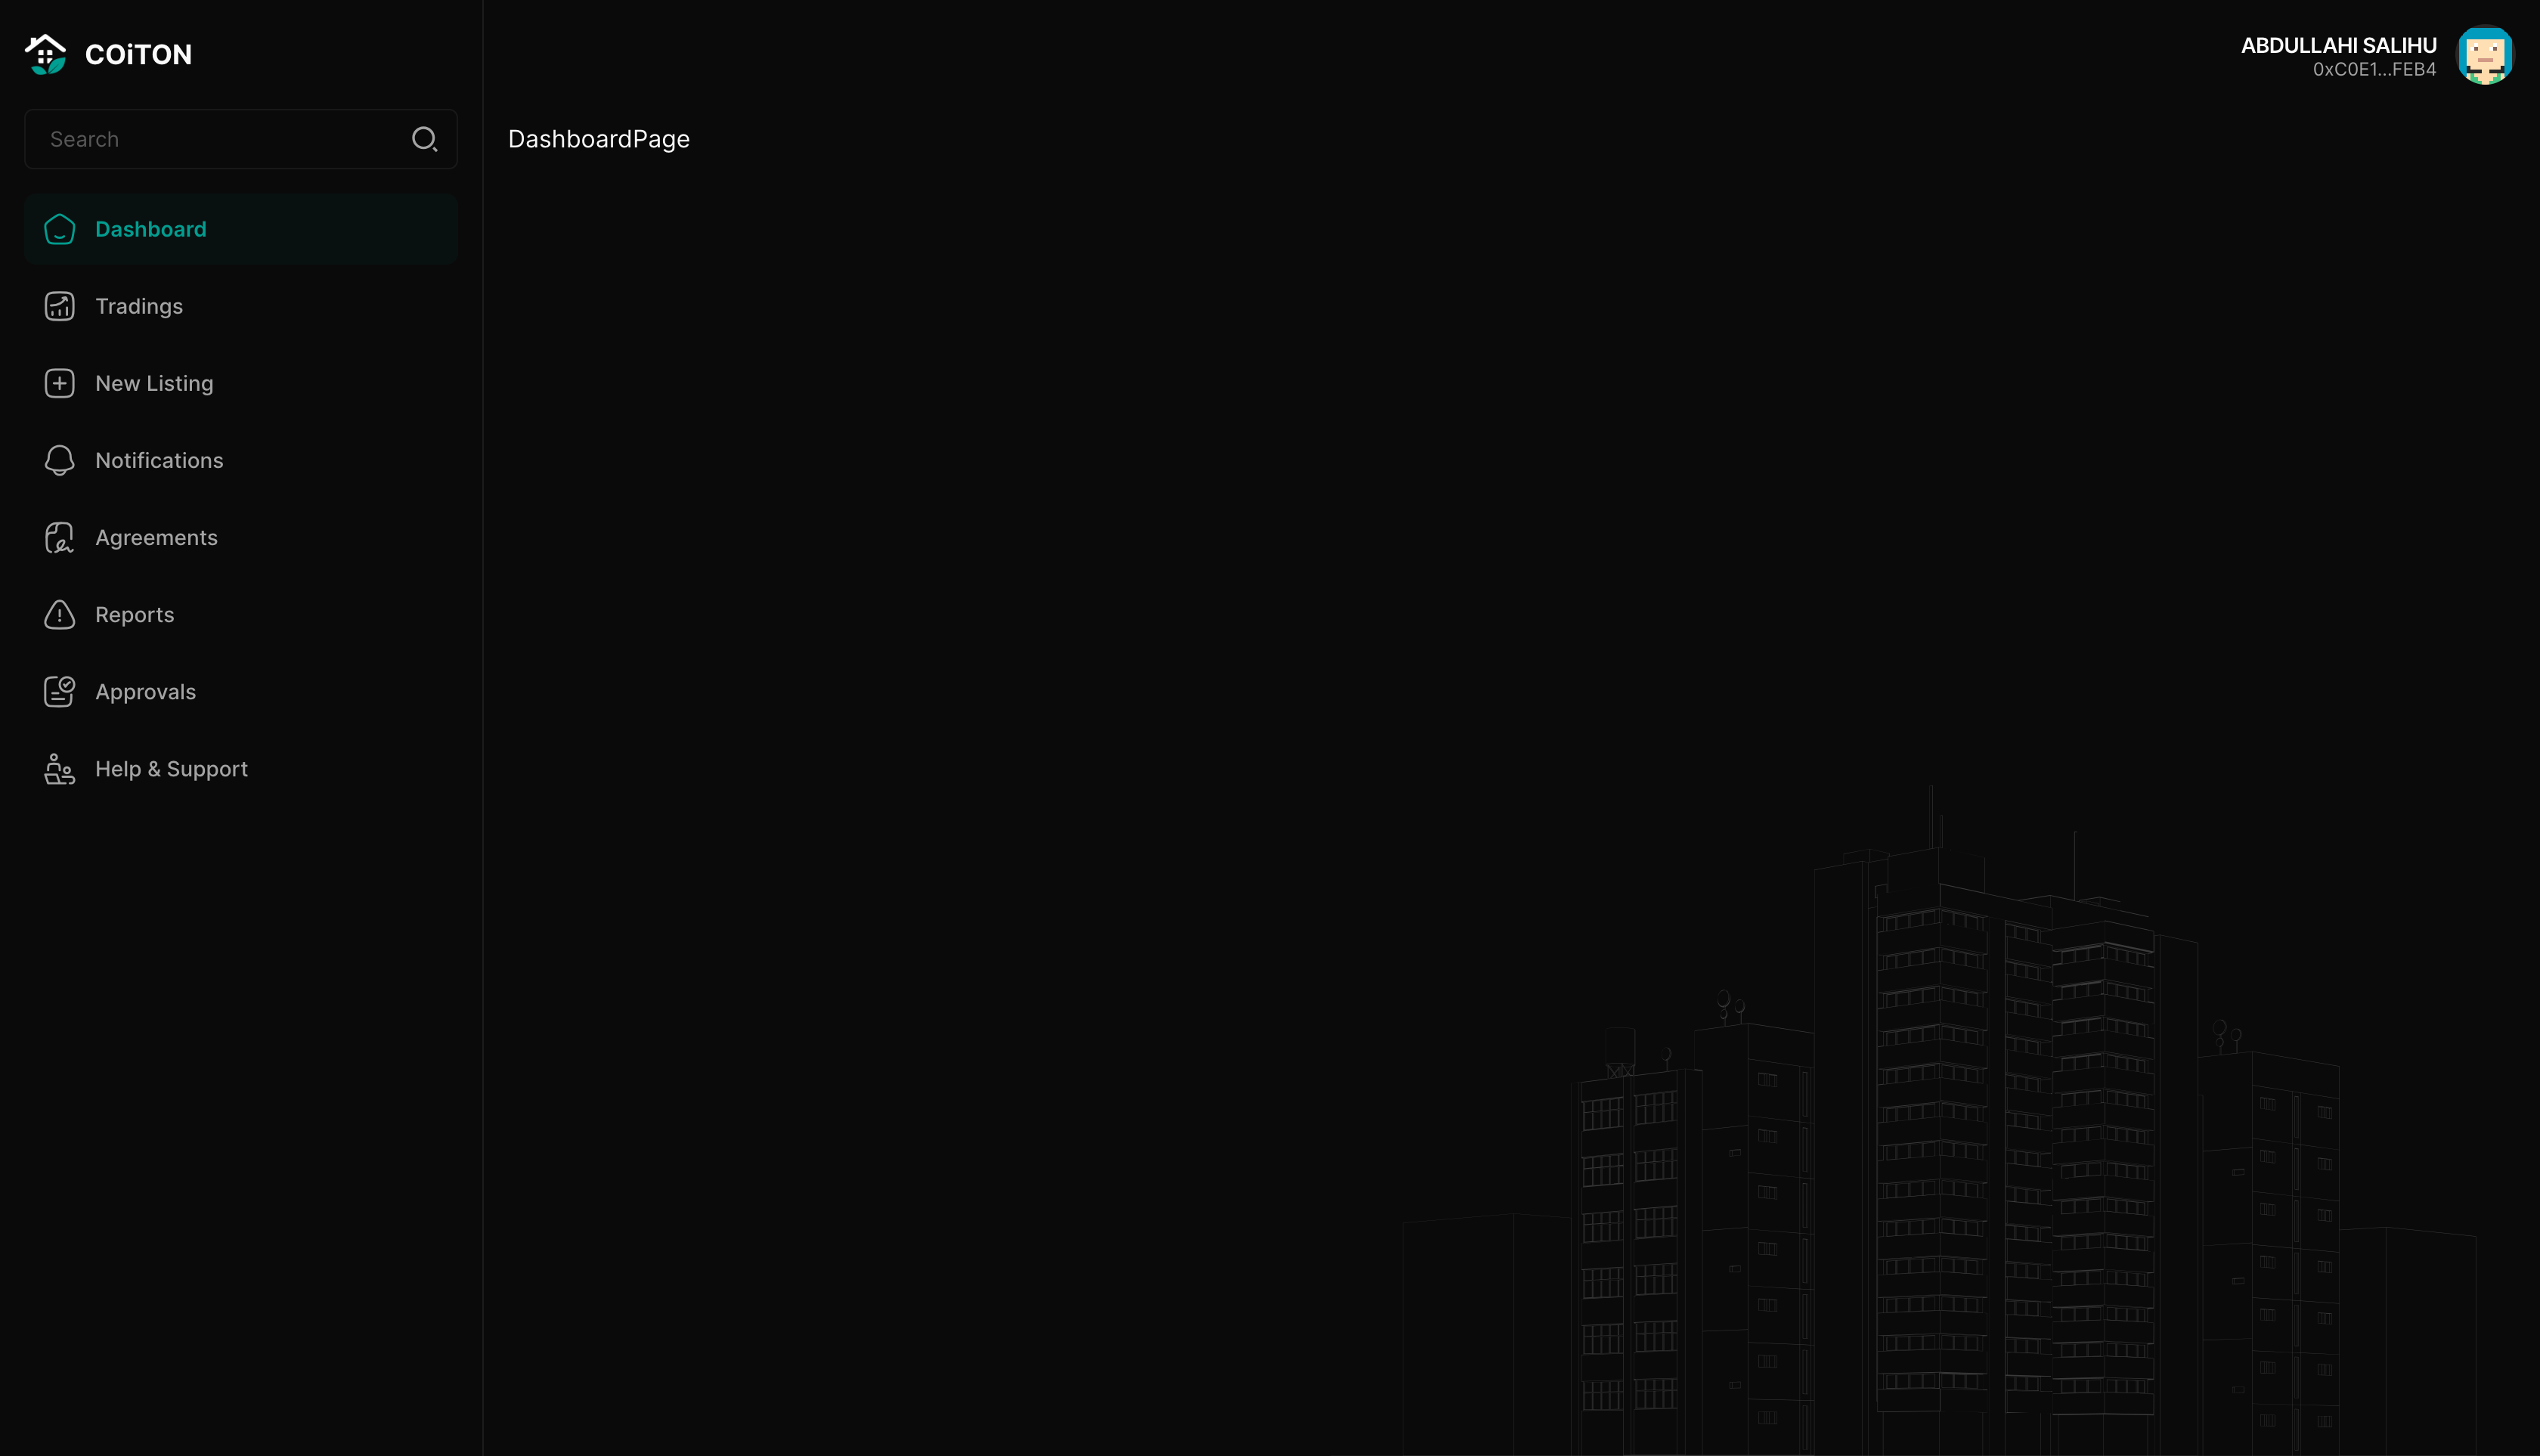 COiTON
ABDULLAHI SALIHU
0xC0E1...FEB4
Search
DashboardPage
Dashboard
Tradings
New Listing
Notifications
Agreements
Reports
Approvals
Help & Support